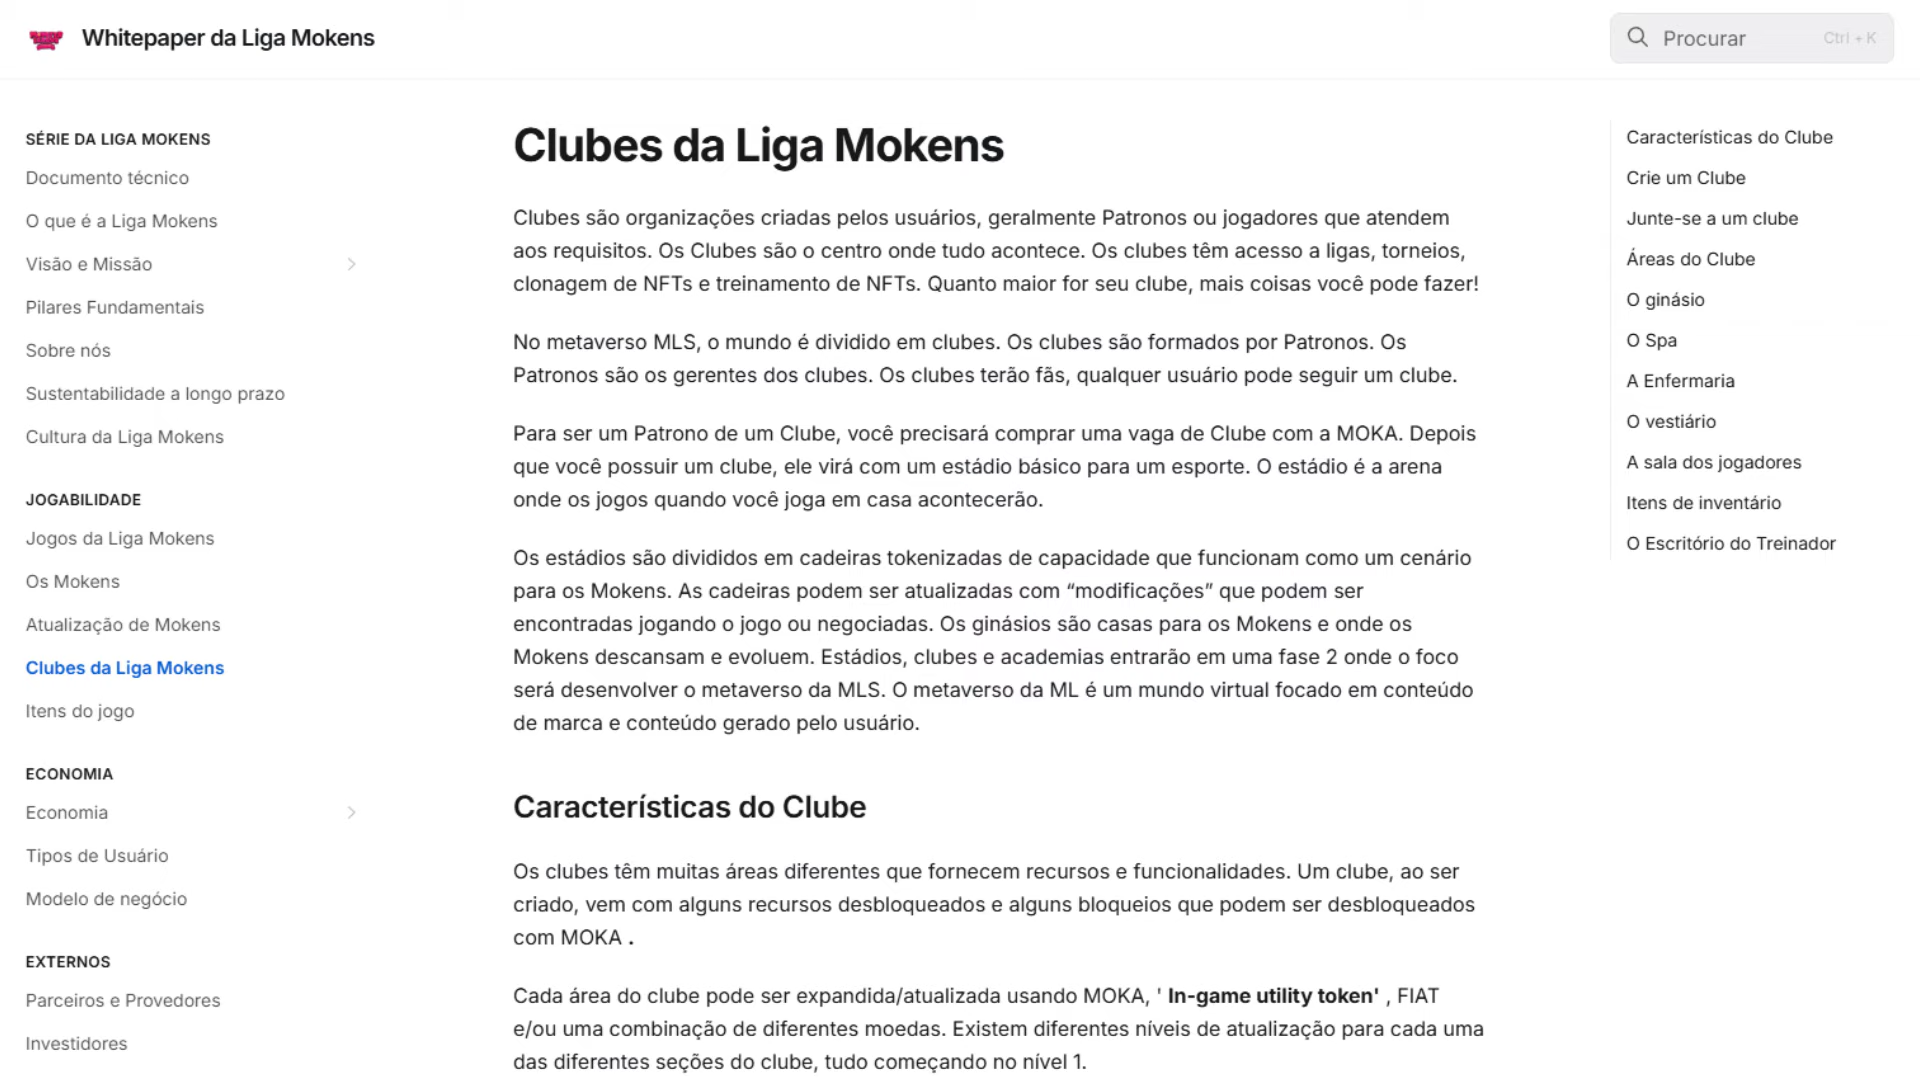 Whitepaper da Liga Mokens
Procurar
Ctrl + K
SÉRIE DA LIGA MOKENS
Documento técnico
O que é a Liga Mokens
Visão e Missão
Pilares Fundamentais
Sobre nós
Sustentabilidade a longo prazo
Cultura da Liga Mokens
JOGABILIDADE
Jogos da Liga Mokens
Os Mokens
Atualização de Mokens
Clubes da Liga Mokens
Itens do jogo
ECONOMIA
Economia
Tipos de Usuário
Modelo de negócio
EXTERNOS
Parceiros e Provedores
Investidores
Clubes da Liga Mokens
Clubes são organizações criadas pelos usuários, geralmente Patronos ou jogadores que atendem
aos requisitos. Os Clubes são o centro onde tudo acontece. Os clubes têm acesso a ligas, torneios,
clonagem de NFTs e treinamento de NFTs. Quanto maior for seu clube, mais coisas você pode fazer!
No metaverso MLS, o mundo é dividido em clubes. Os clubes são formados por Patronos. Os
Patronos são os gerentes dos clubes. Os clubes terão fãs, qualquer usuário pode seguir um clube.
Para ser um Patrono de um Clube, você precisará comprar uma vaga de Clube com a MOKA. Depois
que você possuir um clube, ele virá com um estádio básico para um esporte. O estádio é a arena
onde os jogos quando você joga em casa acontecerão.
Os estádios são divididos em cadeiras tokenizadas de capacidade que funcionam como um cenário
para os Mokens. As cadeiras podem ser atualizadas com “modificações” que podem ser
encontradas jogando o jogo ou negociadas. Os ginásios são casas para os Mokens e onde os
Mokens descansam e evoluem. Estádios, clubes e academias entrarão em uma fase 2 onde o foco
será desenvolver o metaverso da MLS. O metaverso da ML é um mundo virtual focado em conteúdo
de marca e conteúdo gerado pelo usuário.
Características do Clube
Os clubes têm muitas áreas diferentes que fornecem recursos e funcionalidades. Um clube, ao ser
criado, vem com alguns recursos desbloqueados e alguns bloqueios que podem ser desbloqueados
com MOKA .
Cada área do clube pode ser expandida/atualizada usando MOKA, ' In-game utility token' , FIAT
e/ou uma combinação de diferentes moedas. Existem diferentes níveis de atualização para cada uma
das diferentes seções do clube, tudo começando no nível 1.
Características do Clube
Crie um Clube
Junte-se a um clube
Áreas do Clube
O ginásio
O Spa
A Enfermaria
O vestiário
A sala dos jogadores
Itens de inventário
O Escritório do Treinador